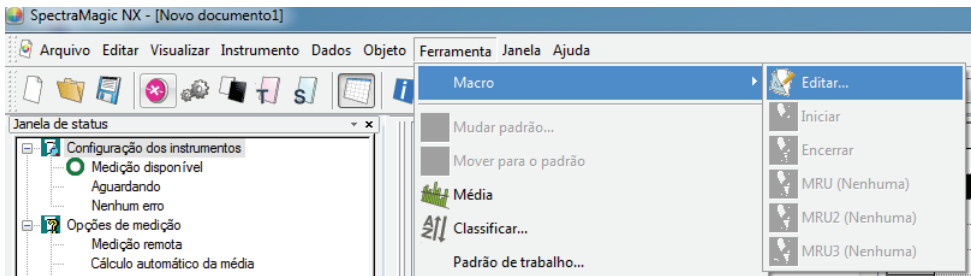 SpectraMagic NX - [Novo documento1]
Arquivo Editar Visualizar Instrumento Dados Objeto Ferramenta Janela Ajuda
Macro
Editar...
Iniciar
Encerrar
MRU (Nenhuma)
MRU2 (Nenhuma)
MRU3 (Nenhuma)
Mudar padrão...
Mover para o padrão
Média
Classificar...
Padrão de trabalho...
Janela de status
Configuração dos instrumentos
Medição disponível
Aguardando
Nenhum erro
Opções de medição
Medição remota
Cálculo automático da média